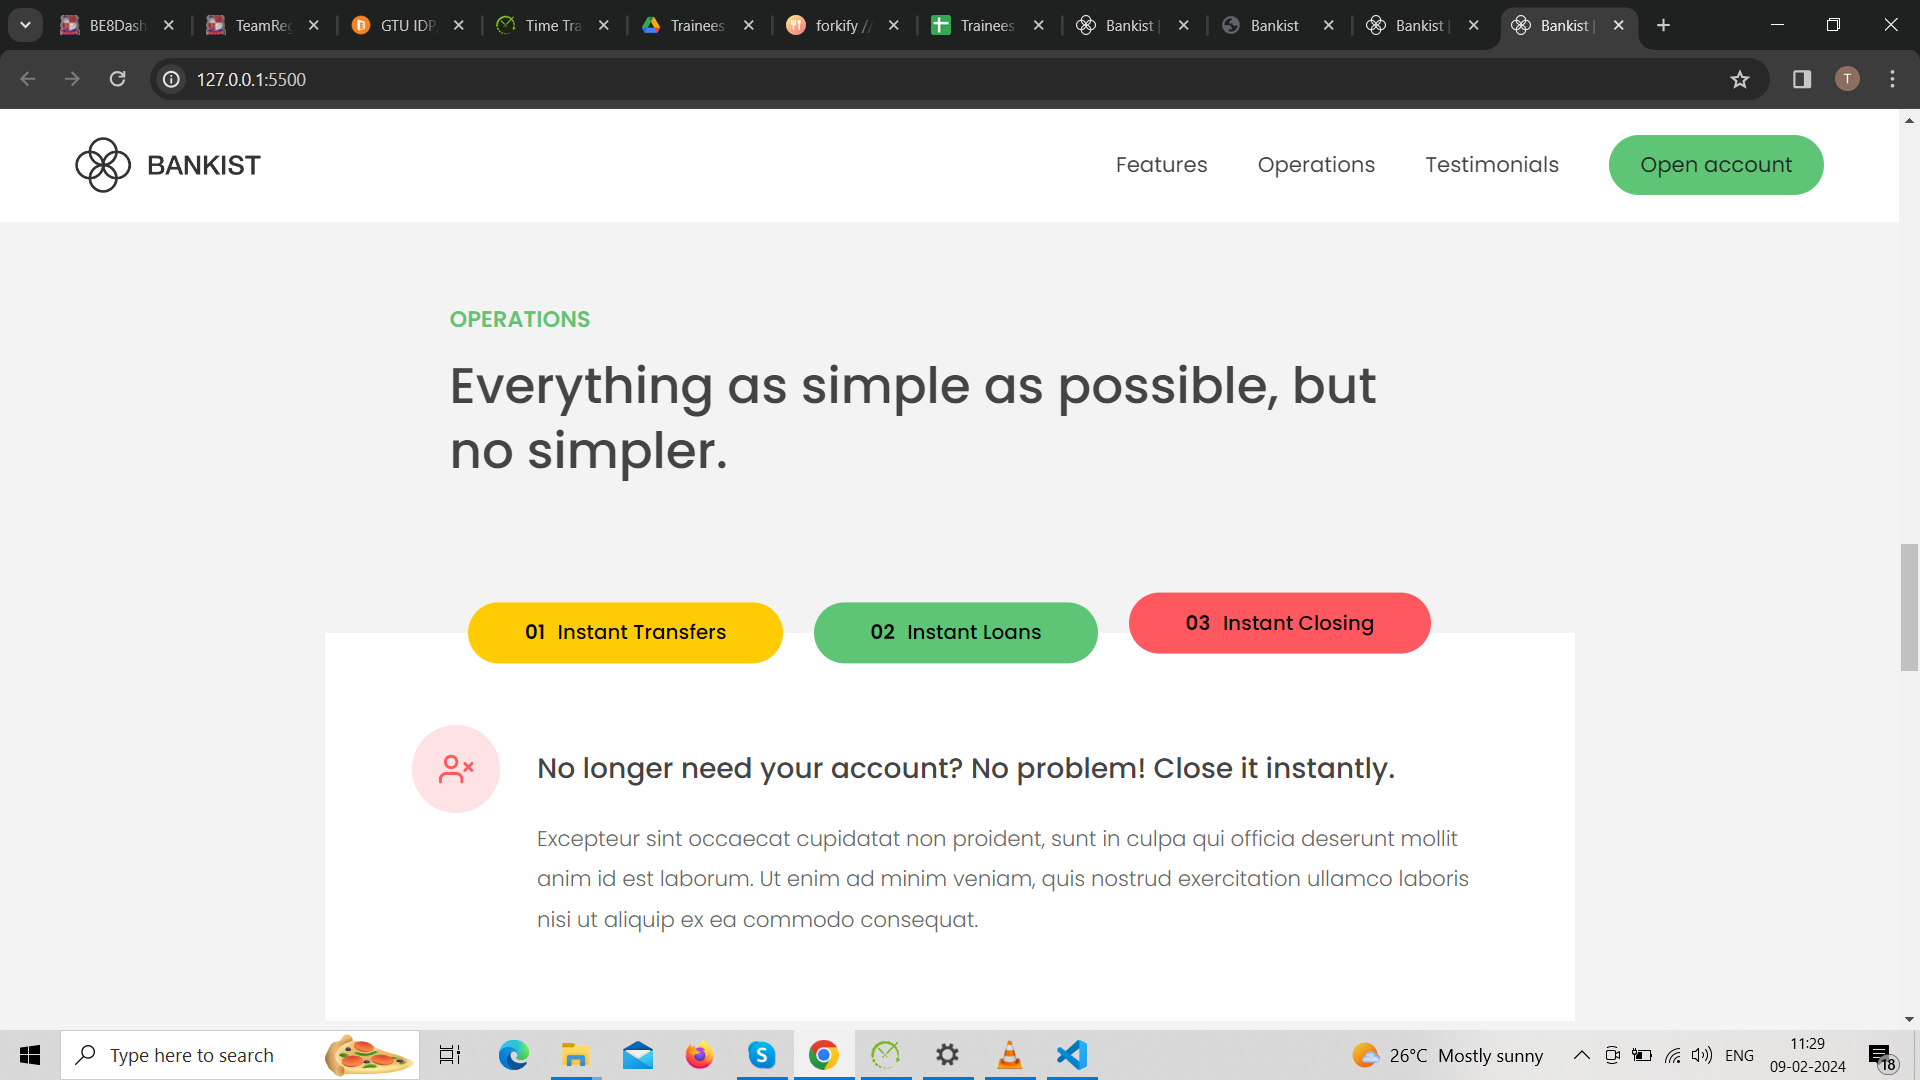 BE8Dash
TeamReg
GTU IDP
Time Tra
Trainees
forkify //
Trainees
Bankist |
Bankist
Bankist |
Bankist |
127.0.0.1:5500
T
BANKIST
Features
Operations
Testimonials
Open account
OPERATIONS
Everything as simple as possible, but
no simpler.
01 Instant Transfers
02 Instant Loans
03 Instant Closing
No longer need your account? No problem! Close it instantly.
Excepteur sint occaecat cupidatat non proident, sunt in culpa qui officia deserunt mollit
anim id est laborum. Ut enim ad minim veniam, quis nostrud exercitation ullamco laboris
nisi ut aliquip ex ea commodo consequat.
Type here to search
26°C Mostly sunny
ENG
11:29
09-02-2024
18